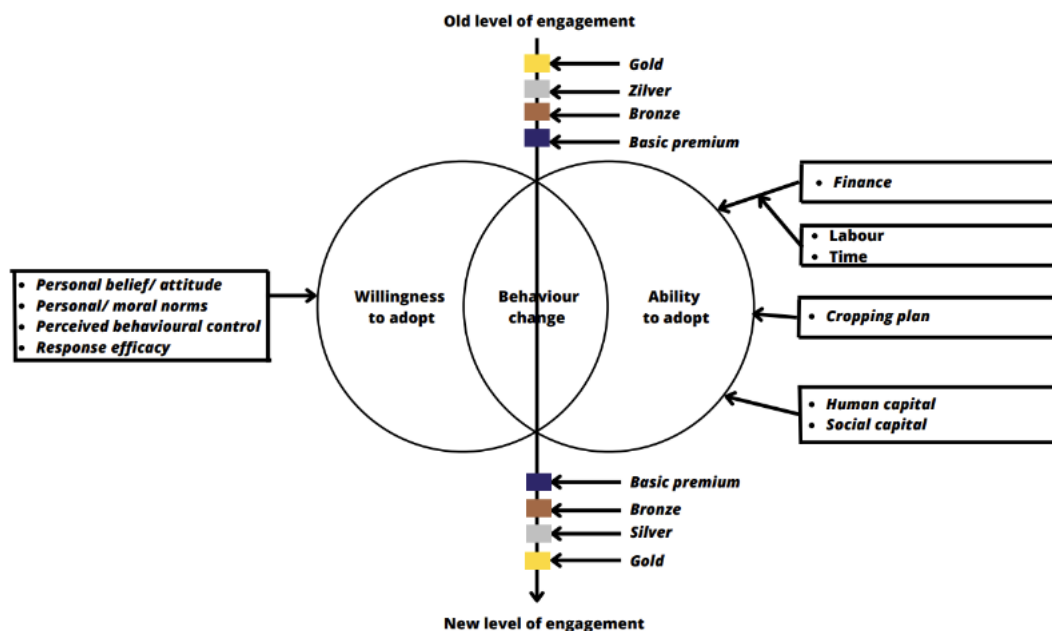 Old level of engagement
Gold
Zilver
Bronze
Basic premium
• Finance
• Labour
• Time
• Personal belief/ attitude
• Personal/ moral norms
• Perceived behavioural control
• Response efficacy
Willingness
to adopt
Behaviour
change
Ability
to adopt
• Cropping plan
• Human capital
• Social capital
Basic premium
Bronze
Silver
Gold
New level of engagement